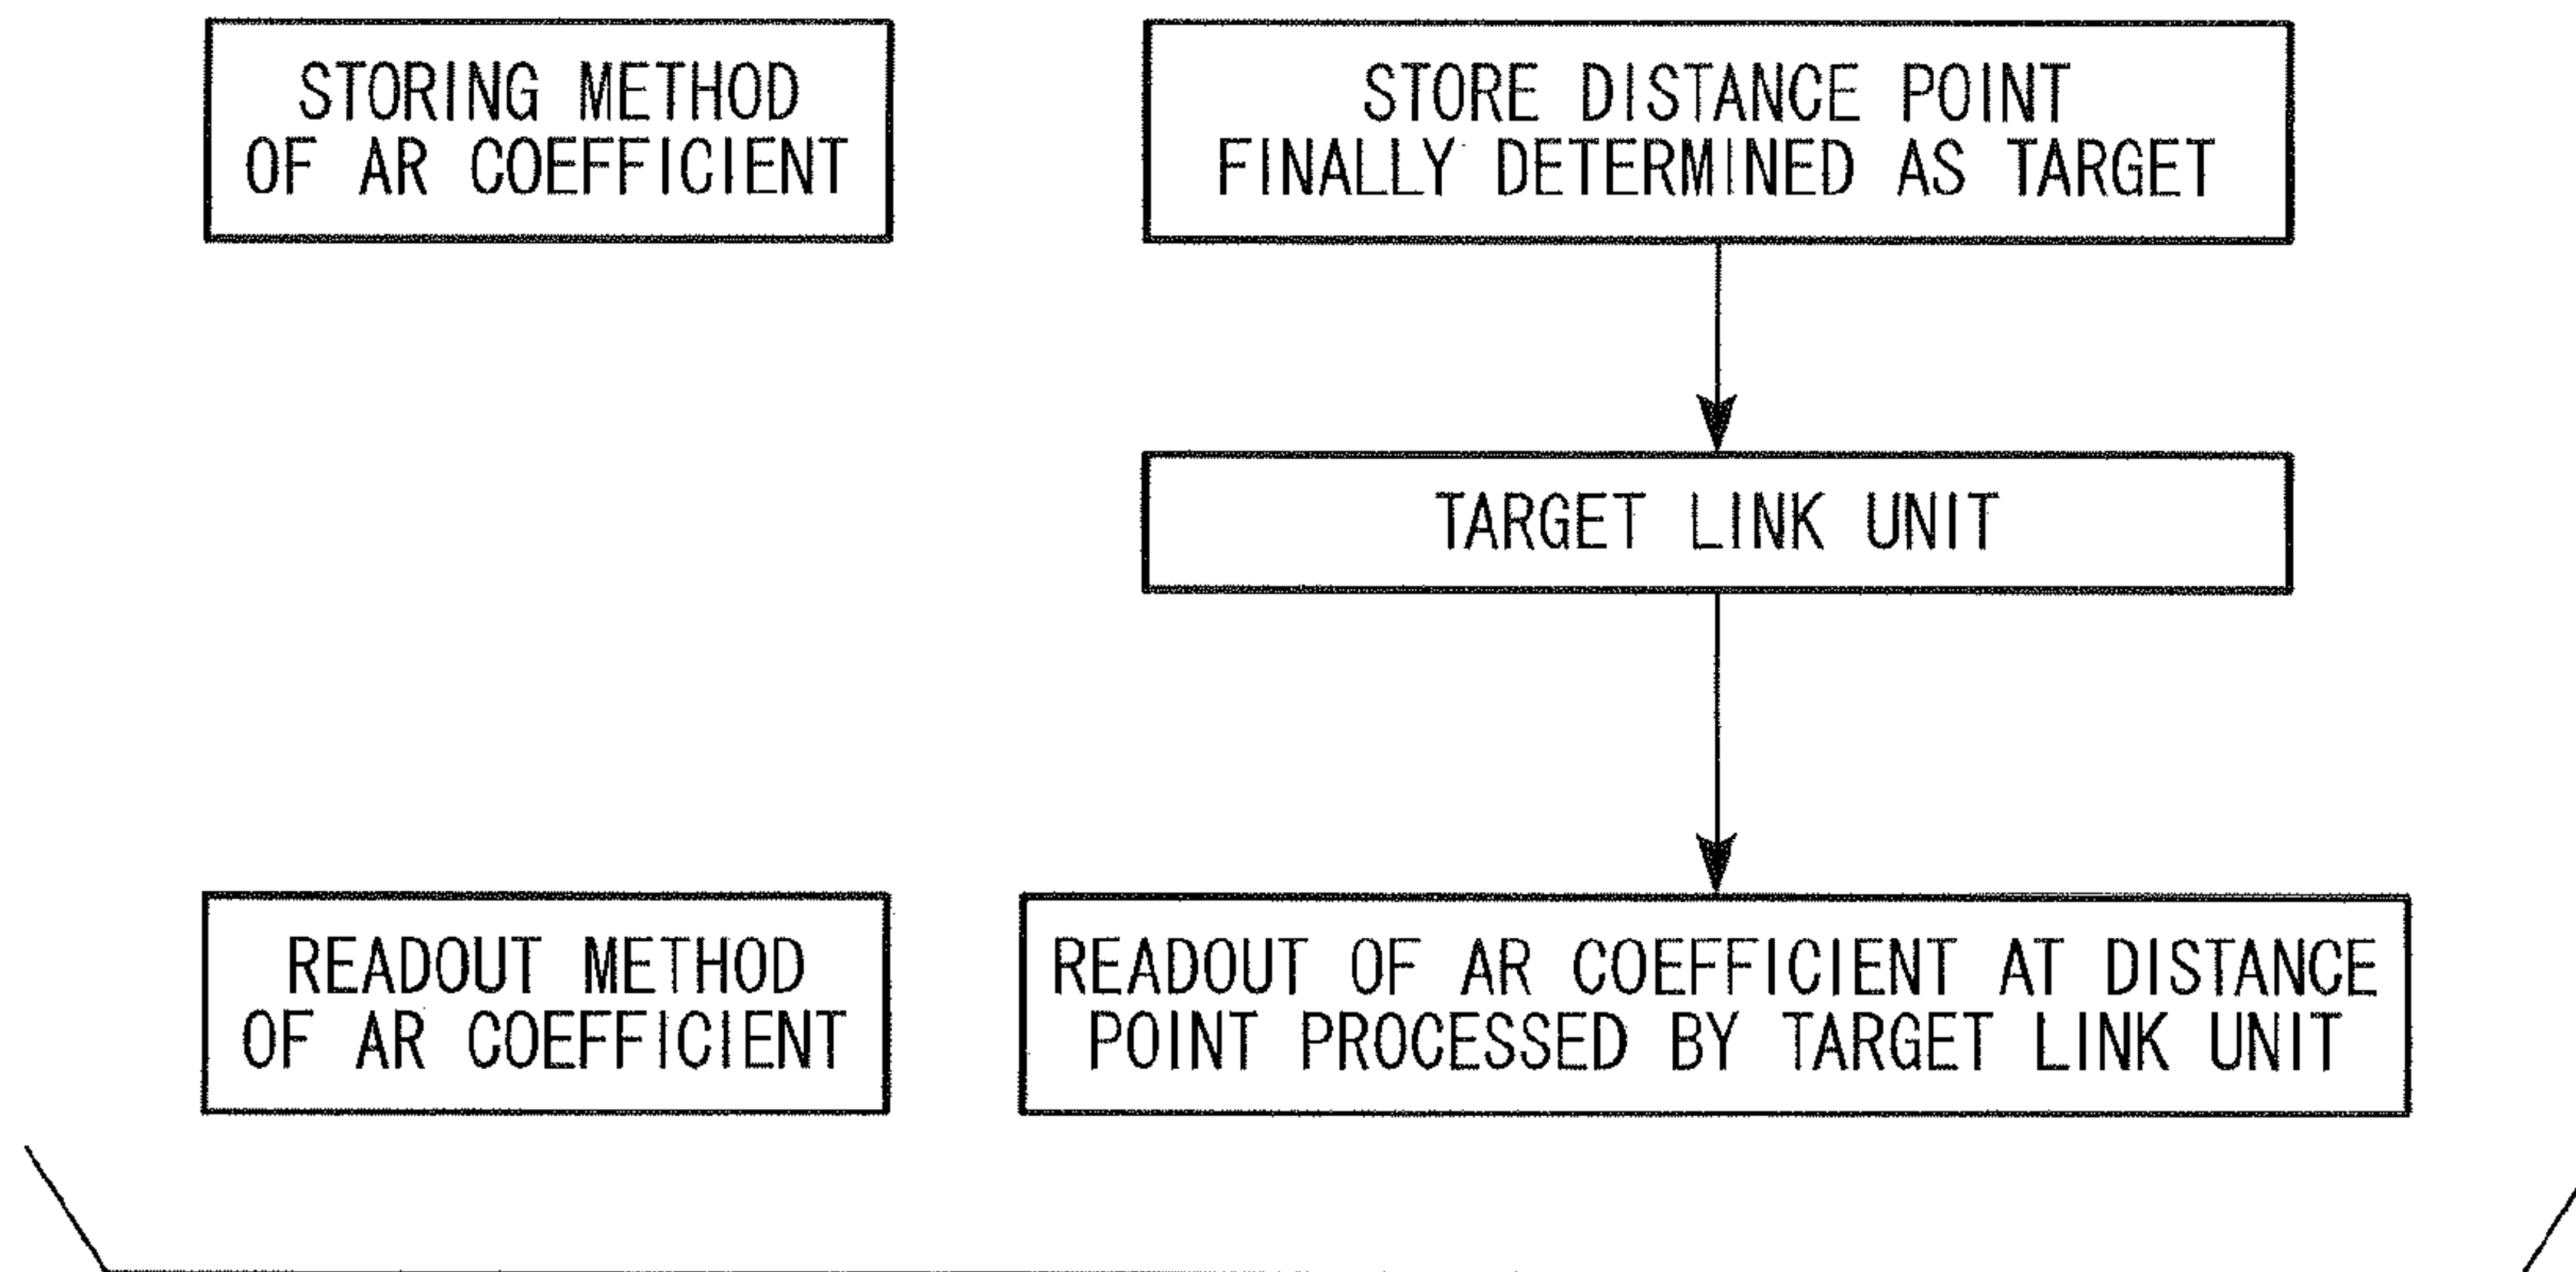 STORING METHOD
OF AR COEFFICIENT
STORE DISTANCE POINT
FINALLY DETERMINED AS TARGET
TARGET LINK UNIT
READOUT METHOD
OF AR COEFFICIENT
READOUT OF AR COEFFICIENT AT DISTANCE
POINT PROCESSED BY TARGET LINK UNIT